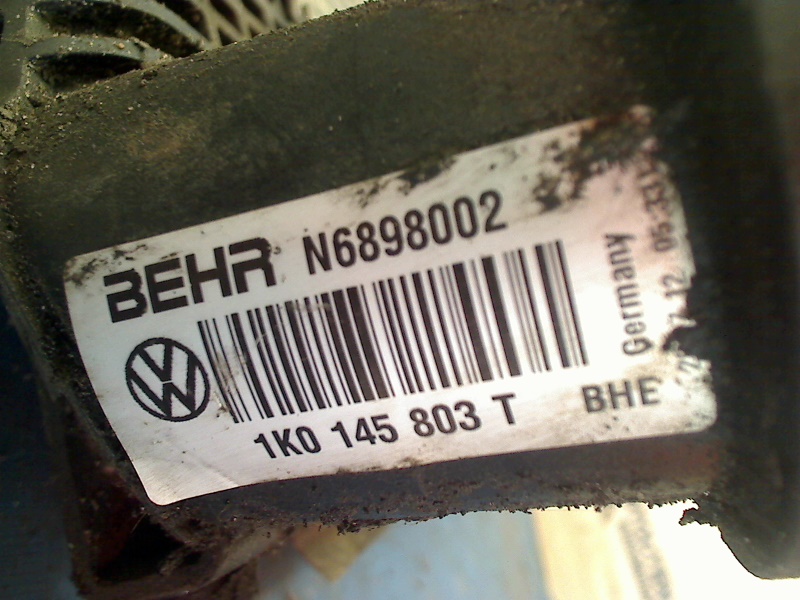 BEHR N6898002
1K0 145 803 T
BHE
Germany